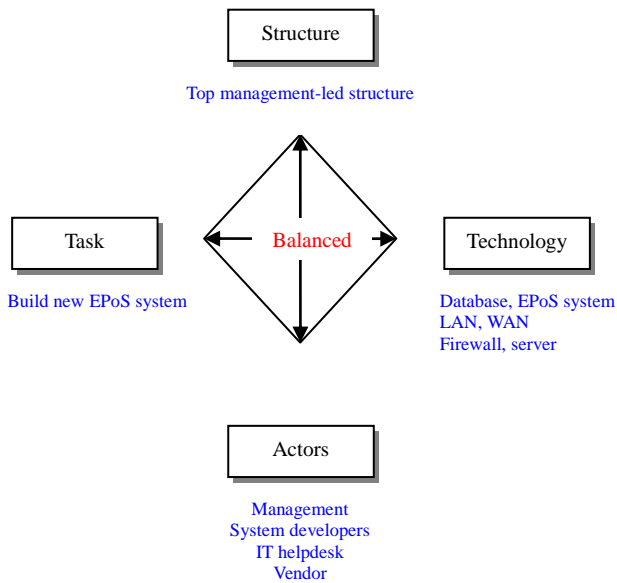 Structure
Top management-led structure
Task
Balanced
Technology
Build new EPoS system
Database, EPoS system
LAN, WAN
Firewall, server
Actors
Management
System developers
IT helpdesk
Vendor